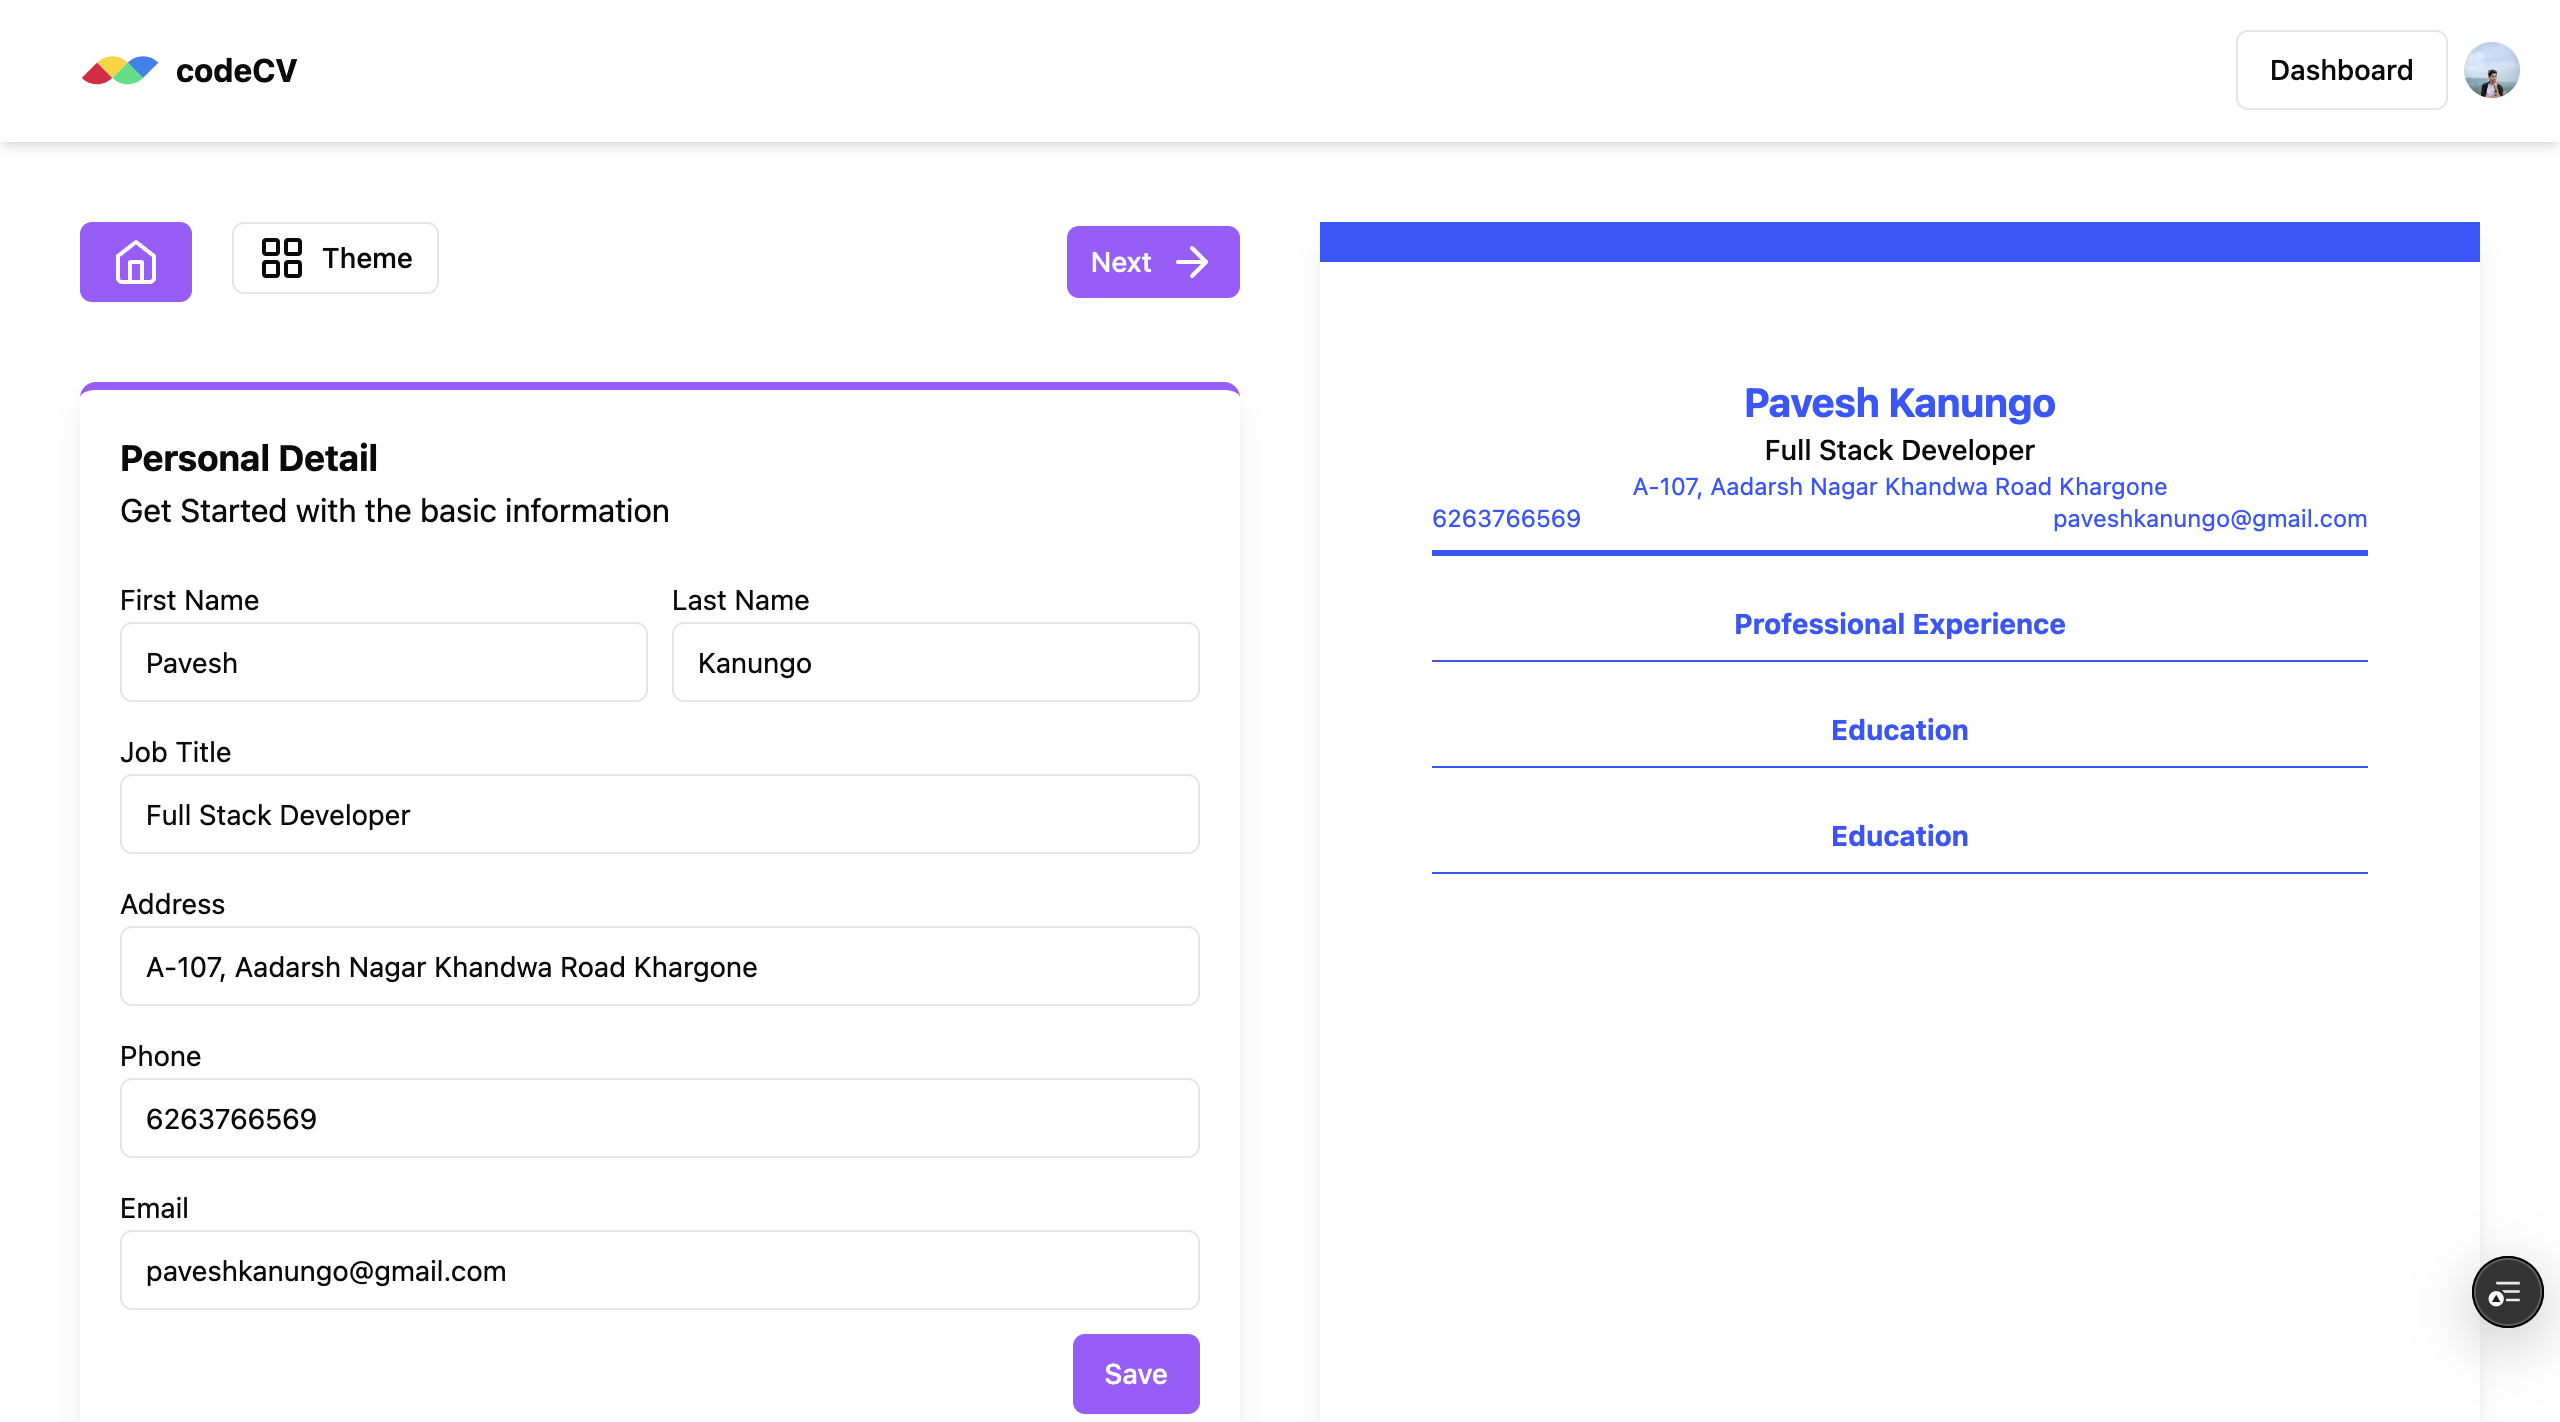 codeCV
Dashboard
Theme
Next
Personal Detail
Get Started with the basic information
First Name
Last Name
Pavesh
Kanungo
Job Title
Full Stack Developer
Address
A-107, Aadarsh Nagar Khandwa Road Khargone
Phone
6263766569
Email
paveshkanungo@gmail.com
Save
Pavesh Kanungo
Full Stack Developer
A-107, Aadarsh Nagar Khandwa Road Khargone
6263766569
paveshkanungo@gmail.com
Professional Experience
Education
Education